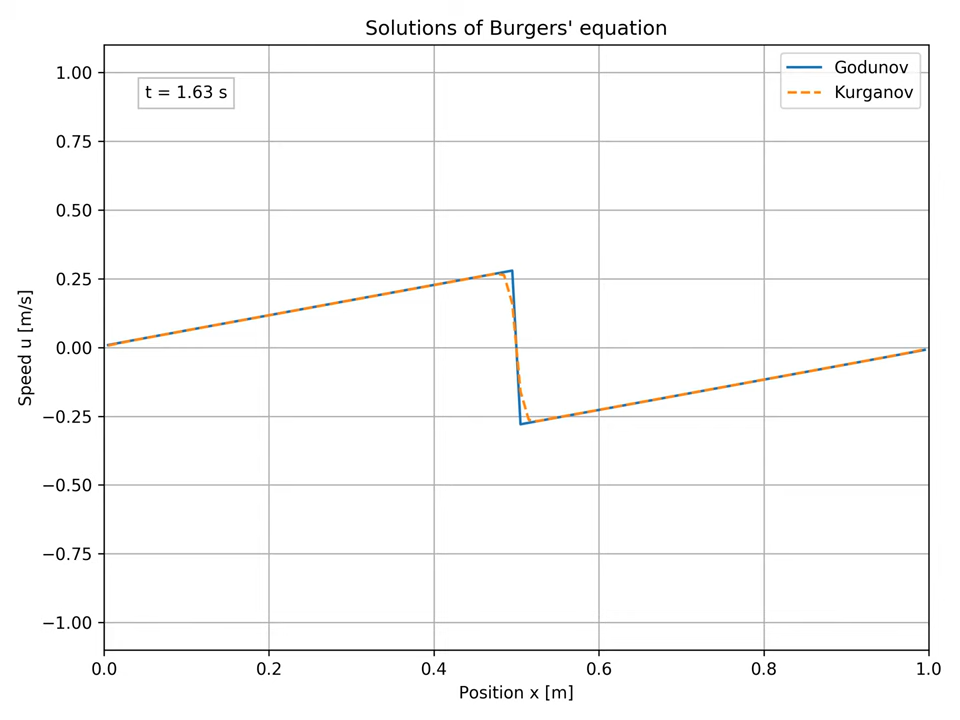 Solutions of Burgers' equation
t = 1.63 s
Godunov
Kurganov
Speed u [m/s]
1.00
0.75
0.50
0.25
0.00
−0.25
−0.50
−0.75
−1.00
0.0 0.2 0.4 0.6 0.8 1.0
Position x [m]